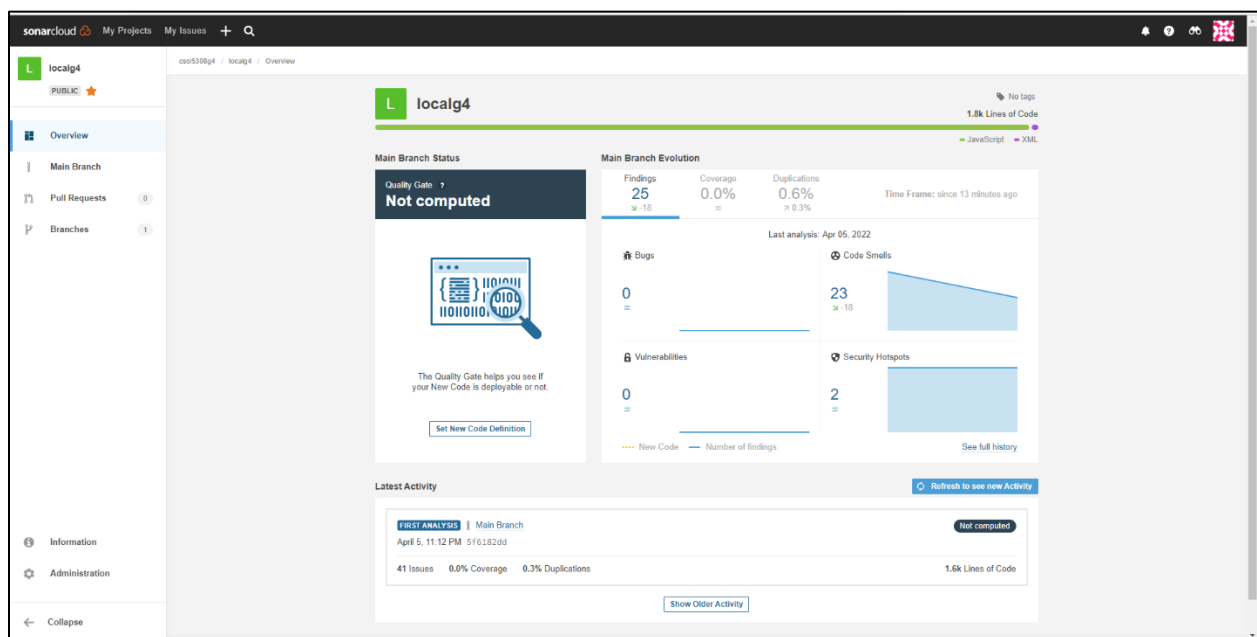 sonarcloud My Projects My Issues
L localg4
PUBLIC
csci5308g4 / localg4 / Overview
Overview
Main Branch
Pull Requests 0
Branches 1
Information
Administration
Collapse
L localg4
No tags
1.8k Lines of Code
JavaScript XML
Main Branch Status
Quality Gate ?
Not computed
The Quality Gate helps you see if
your New Code is deployable or not.
Set New Code Definition
Main Branch Evolution
Findings Coverage Duplications
25 0.0% 0.6%
-18 = 0.3%
Time Frame: since 13 minutes ago
Last analysis: Apr 05, 2022
Bugs
0
=
Code Smells
23
-18
Vulnerabilities
0
=
Security Hotspots
2
=
New Code Number of findings
See full history
Latest Activity
Refresh to see new Activity
FIRST ANALYSIS Main Branch
Not computed
April 5, 11:12 PM 5f6182dd
41 Issues 0.0% Coverage 0.3% Duplications
1.6k Lines of Code
Show Older Activity